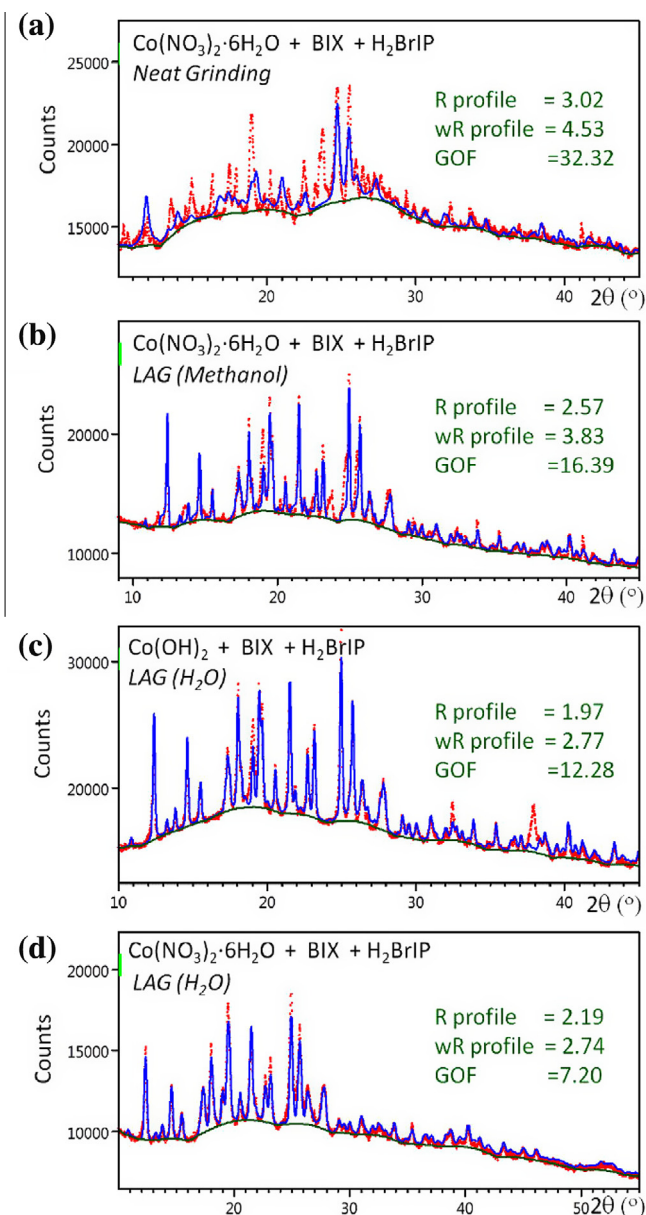 (a)
Co(NO₃)₂·6H₂O + BIX + H₂BrIP
Neat Grinding
R profile = 3.02
wR profile = 4.53
GOF =32.32
Counts
25000
20000
15000
20 30 40 2θ (°)
(b)
Co(NO₃)₂·6H₂O + BIX + H₂BrIP
LAG (Methanol)
R profile = 2.57
wR profile = 3.83
GOF =16.39
Counts
20000
10000
10 20 30 40 2θ (°)
(c)
Co(OH)₂ + BIX + H₂BrIP
LAG (H₂O)
R profile = 1.97
wR profile = 2.77
GOF =12.28
Counts
30000
20000
10 20 30 40 2θ (°)
(d)
Co(NO₃)₂·6H₂O + BIX + H₂BrIP
LAG (H₂O)
R profile = 2.19
wR profile = 2.74
GOF =7.20
Counts
20000
15000
10000
20 30 40 50 2θ (°)